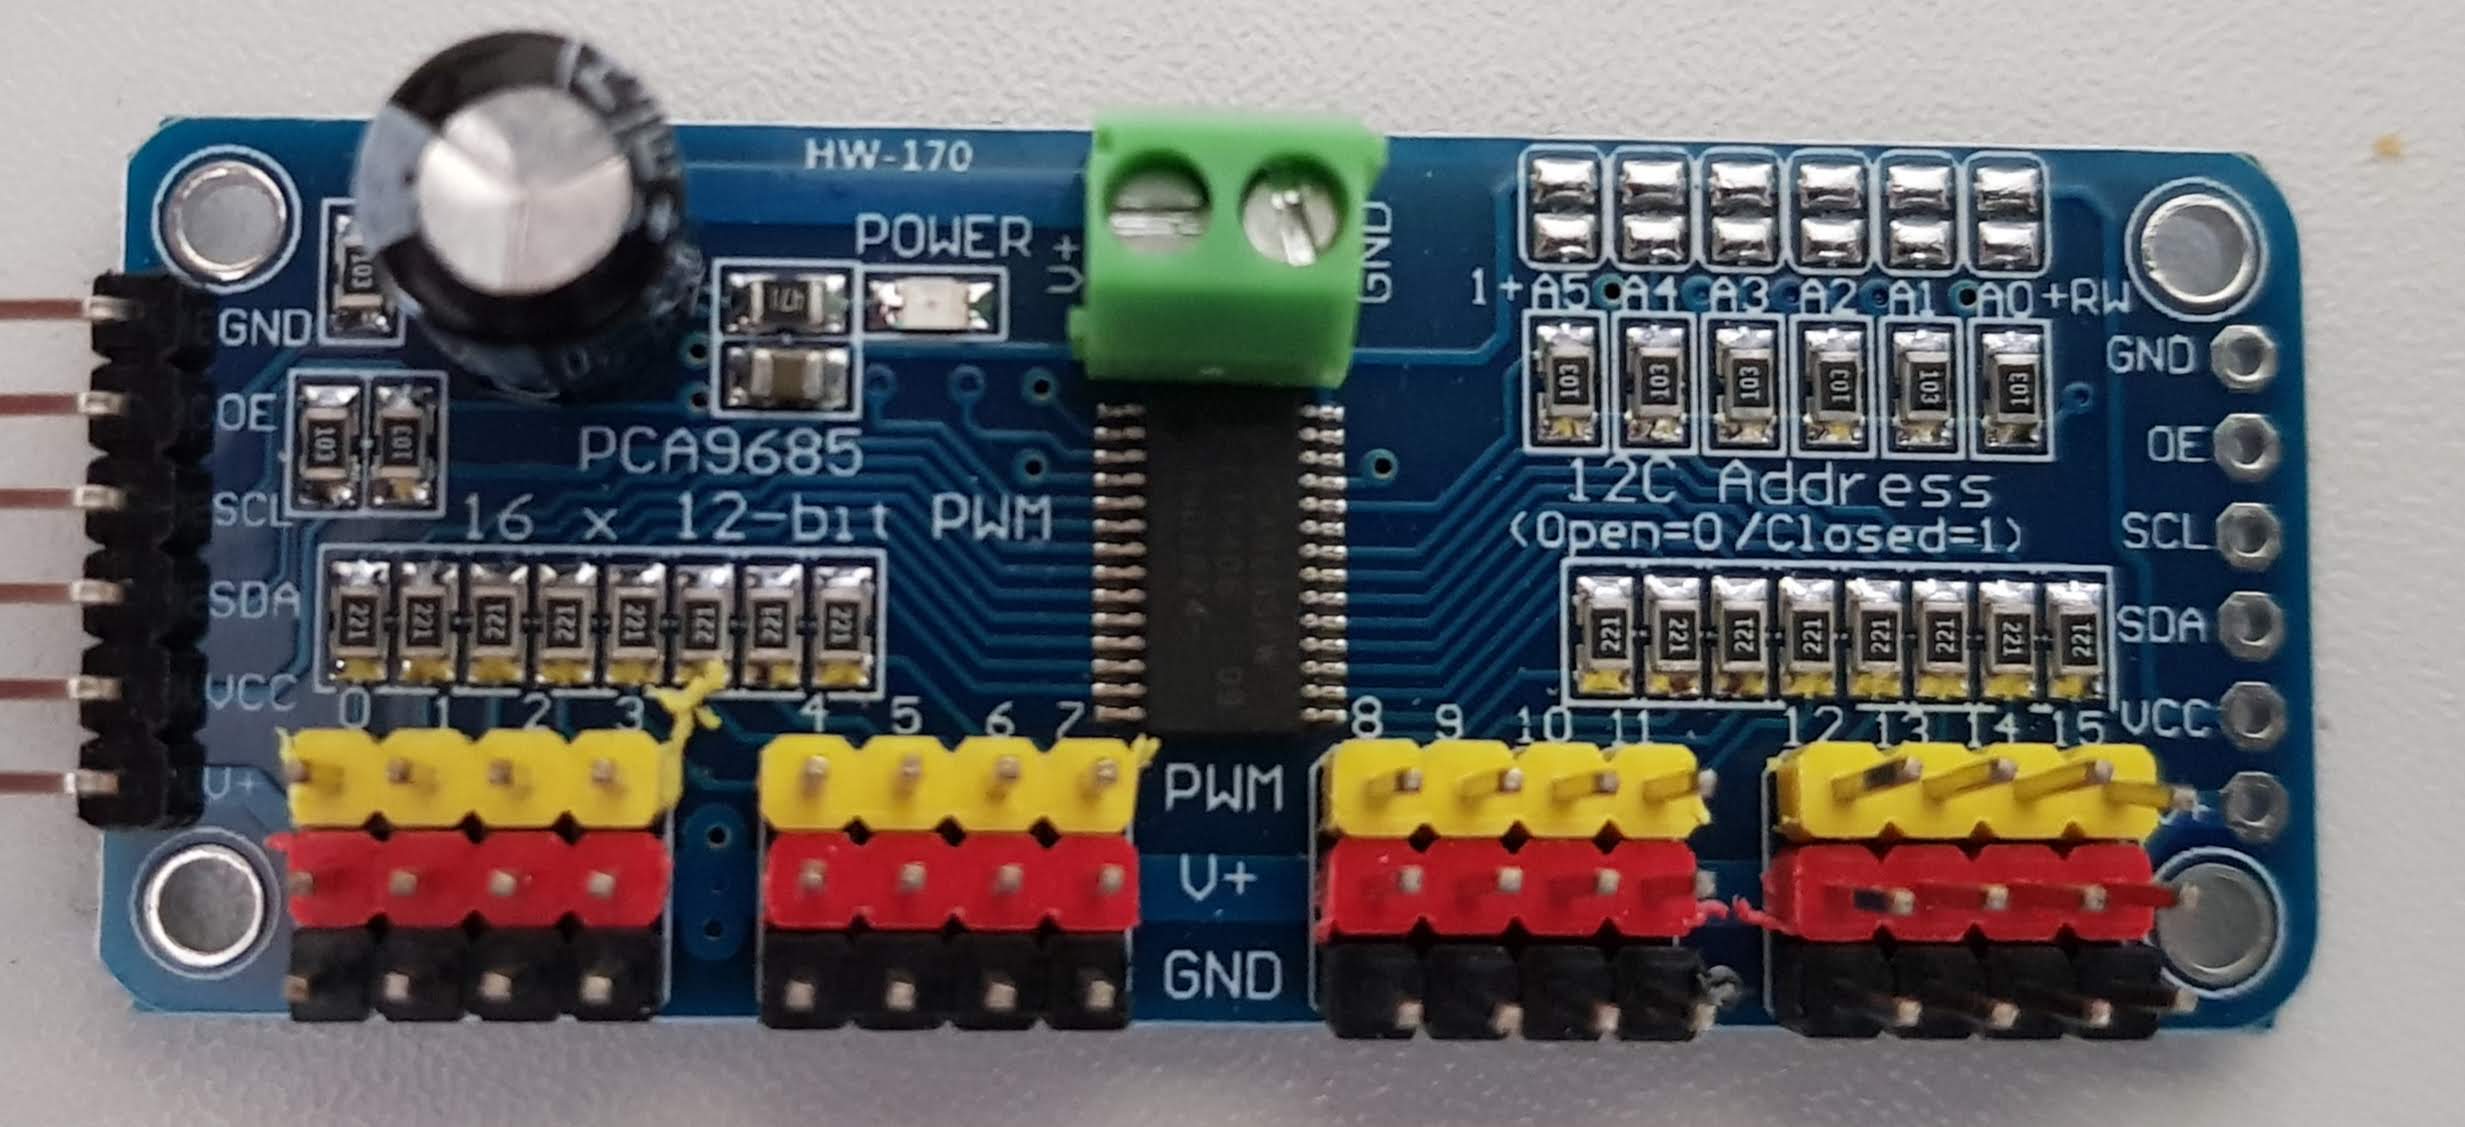 HW-170
POWER
V+
GND
1+A5 A4 A3 A2 A1 A0+RW
GND
OE
SCL
SDA
VCC
V+
103
471
103 103
PCA9685
16 x 12-bit PWM
221 221 221 221 221 221 221 221
0 1 2 3 4 5 6 7
103 103 103 103 103 103
12C Address
(Open=0/Closed=1)
221 221 221 221 221 221 221 221
8 9 10 11 12 13 14 15
GND
OE
SCL
SDA
VCC
PWM
V+
GND